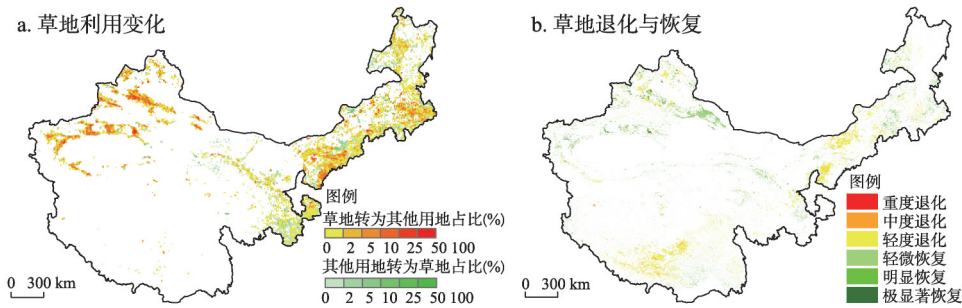 a. 草地利用变化
图例
草地转为其他用地占比(%)
0 2 5 10 25 50 100
其他用地转为草地占比(%)
0 2 5 10 25 50 100
0 300 km
b. 草地退化与恢复
图例
重度退化
中度退化
轻度退化
轻微恢复
明显恢复
极显著恢复
0 300 km